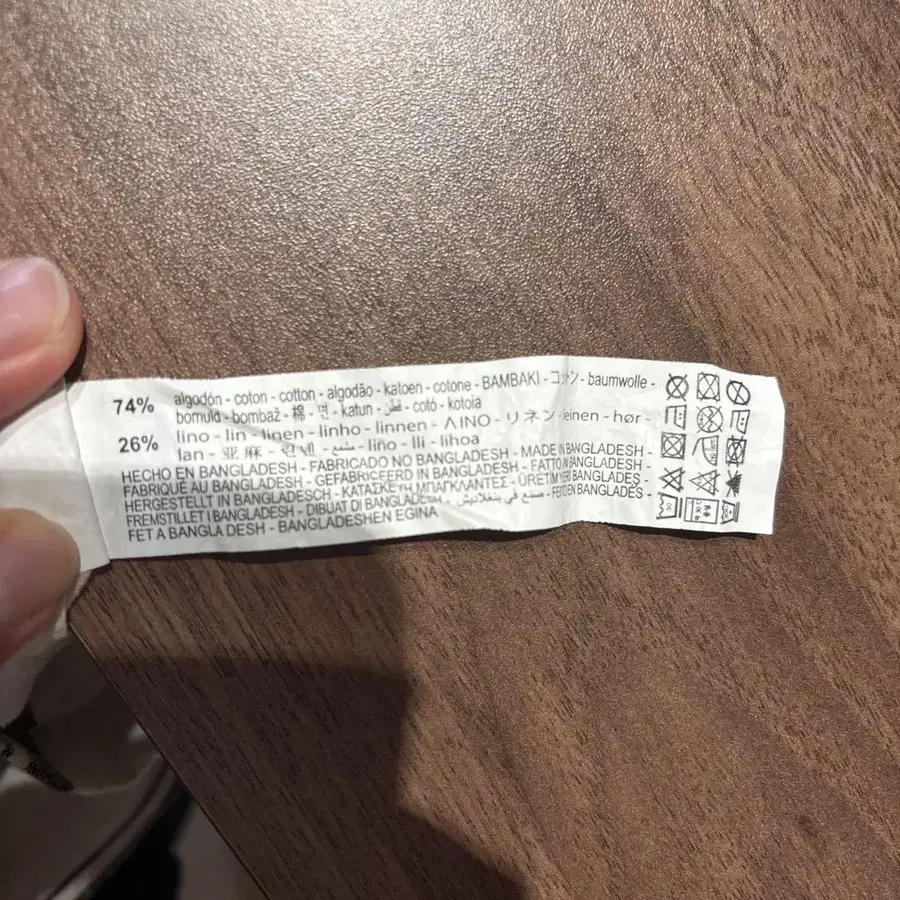 74%
algodón - coton - cotton - algodão - katoen - cotone - BAMBAKI - コットン - baumwolle -
bomuld - bombaž - 棉 - 면 - katun - قطن - cotó - kotoia
26%
lino - lin - linen - linho - linnen - ΛΙΝΟ - リネン - leinen - hør -
lan - 亚麻 - 린넨 - - liño - lli - lihoa
HECHO EN BANGLADESH - FABRICADO NO BANGLADESH - MADE IN BANGLADESH -
FABRIQUÉ AU BANGLADESH - GEFABRICEERD IN BANGLADESH - FATTO IN BANGLADESH -
HERGESTELLT IN BANGLADESCH - ΚΑΤΑΣΚΕΥΗ ΜΠΑΓΚΛΑΝΤΕΣ - ÜRETIM YERI BANGLADEŞ -
FREMSTILLET I BANGLADESH - DIBUAT DI BANGLADESH - صنع في بنغلاديش - FEITO EN BANGLADÉS -
FET A BANGLA DESH - BANGLADESHEN EGINA